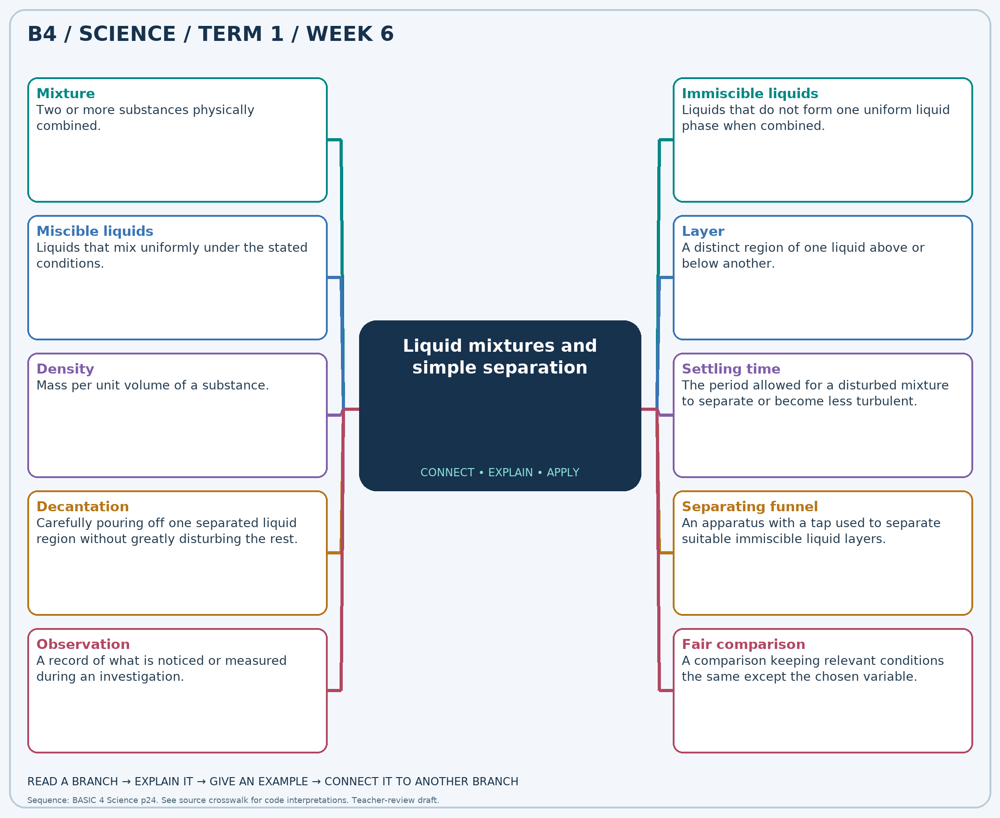 B4 / SCIENCE / TERM 1 / WEEK 6
Mixture
Two or more substances physically
combined.
Miscible liquids
Liquids that mix uniformly under the stated
conditions.
Density
Mass per unit volume of a substance.
Decantation
Carefully pouring off one separated liquid
region without greatly disturbing the rest.
Observation
A record of what is noticed or measured
during an investigation.
Liquid mixtures and
simple separation
CONNECT • EXPLAIN • APPLY
Immiscible liquids
Liquids that do not form one uniform liquid
phase when combined.
Layer
A distinct region of one liquid above or
below another.
Settling time
The period allowed for a disturbed mixture
to separate or become less turbulent.
Separating funnel
An apparatus with a tap used to separate
suitable immiscible liquid layers.
Fair comparison
A comparison keeping relevant conditions
the same except the chosen variable.
READ A BRANCH → EXPLAIN IT → GIVE AN EXAMPLE → CONNECT IT TO ANOTHER BRANCH
Sequence: BASIC 4 Science p24. See source crosswalk for code interpretations. Teacher-review draft.